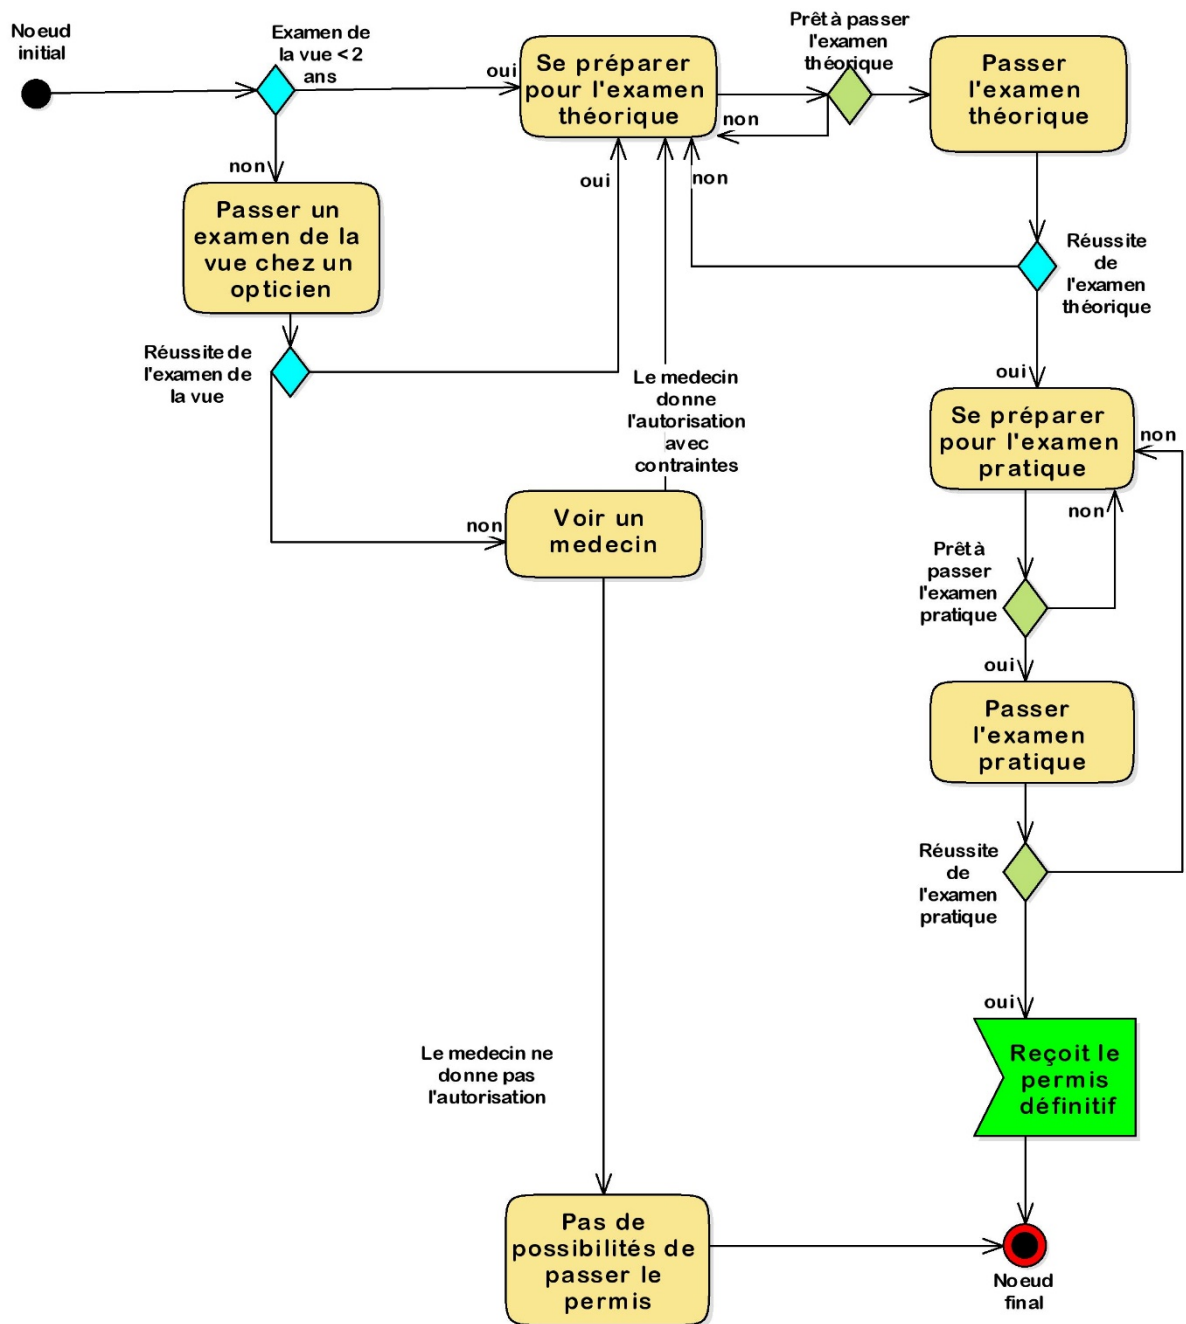 Noeud
initial
Examen de
la vue < 2
ans
oui
Se préparer
pour l'examen
théorique
Prêt à passer
l'examen
théorique
non
Passer
l'examen
théorique
non
Passer un
examen de la
vue chez un
opticien
oui
non
Réussite
de
l'examen
théorique
Réussite de
l'examen de
la vue
Le medecin
donne
l'autorisation
avec
contraintes
oui
Se préparer
pour l'examen
pratique
non
non
Voir un
medecin
non
Prêt à
passer
l'examen
pratique
oui
Passer
l'examen
pratique
Réussite
de
l'examen
pratique
oui
Le medecin ne
donne pas
l'autorisation
Reçoit le
permis
définitif
Pas de
possibilités de
passer le
permis
Noeud
final